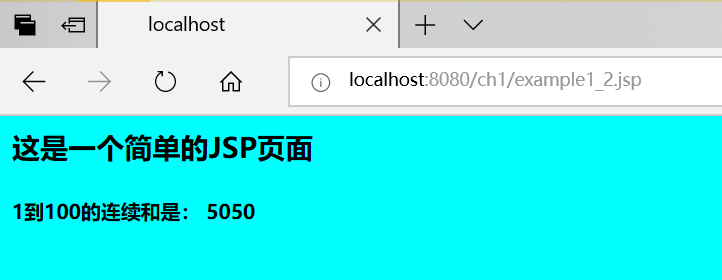 localhost
localhost:8080/ch1/example1_2.jsp
这是一个简单的JSP页面
1到100的连续和是： 5050